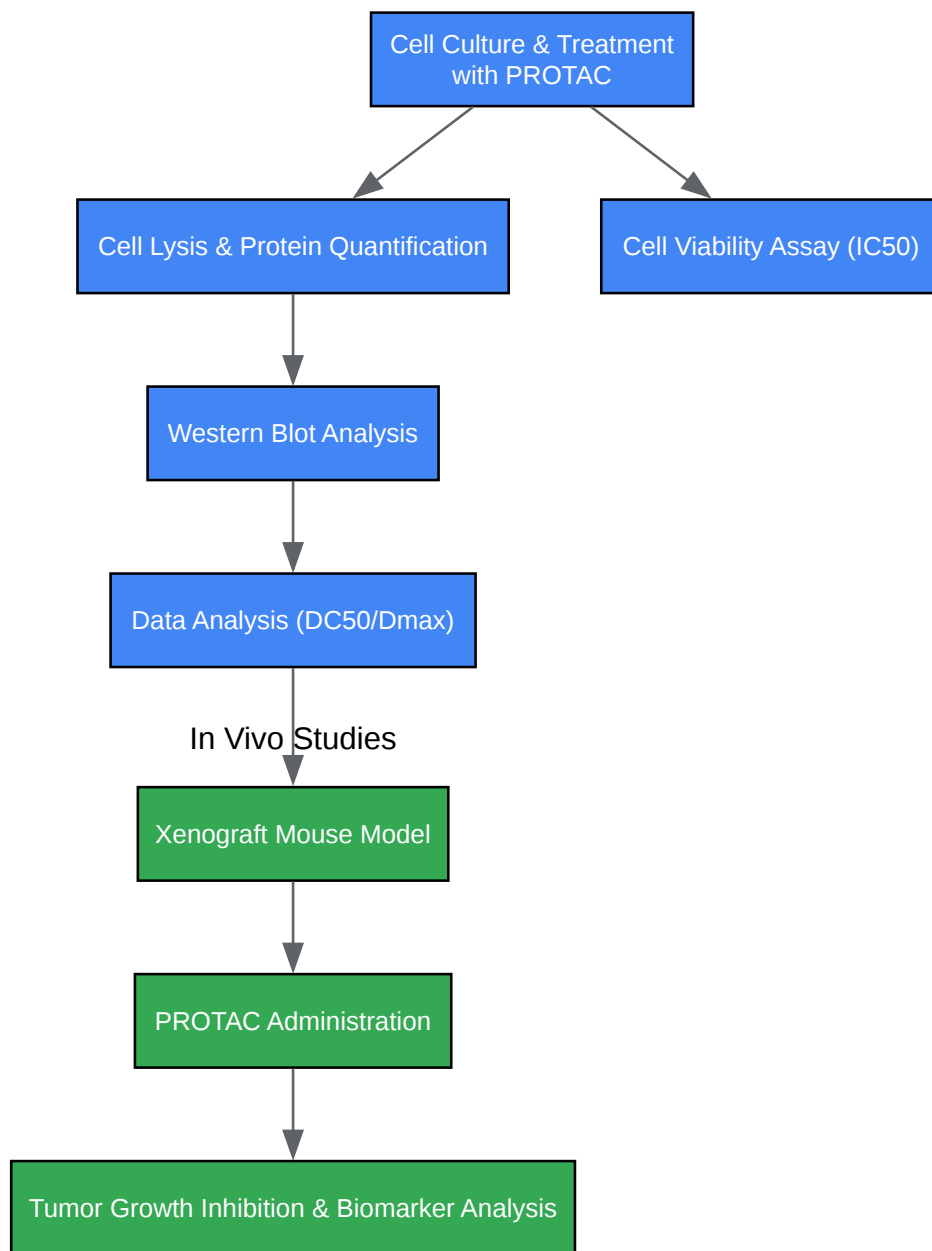 Cell Culture & Treatment
with PROTAC
Cell Lysis & Protein Quantification
Cell Viability Assay (IC50)
Western Blot Analysis
Data Analysis (DC50/Dmax)
In Vivo Studies
Xenograft Mouse Model
PROTAC Administration
Tumor Growth Inhibition & Biomarker Analysis